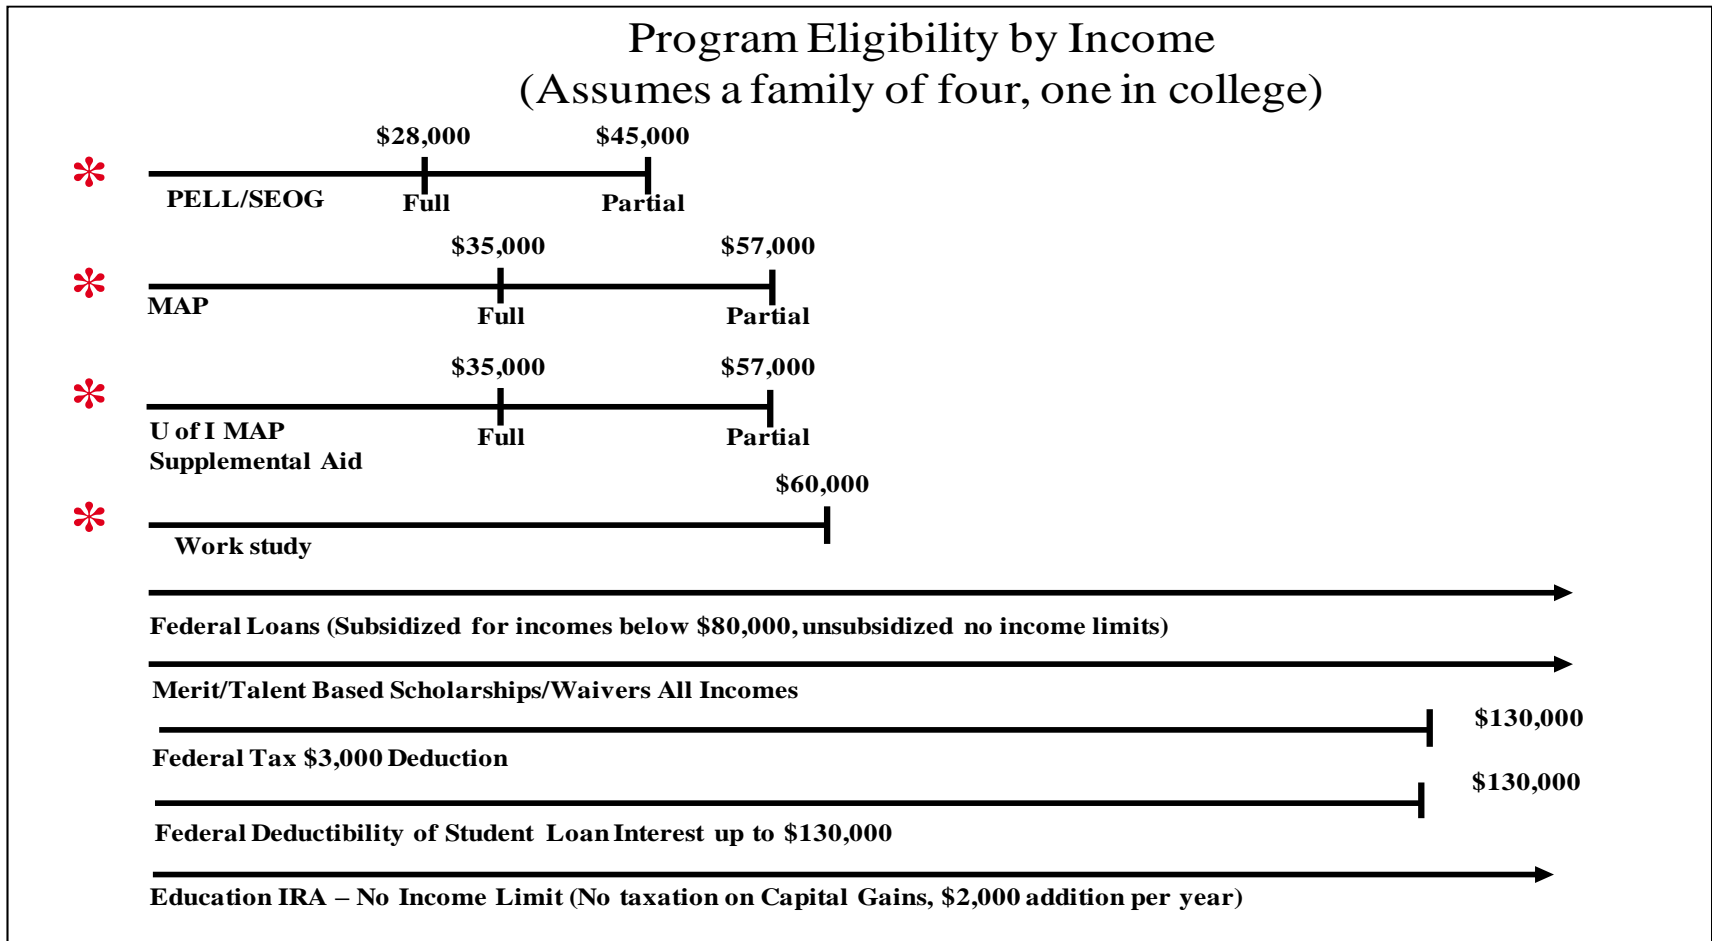 Program Eligibility by Income
(Assumes a family of four, one in college)
$28,000 $45,000
* PELL/SEOG Full Partial
$35,000 $57,000
* MAP Full Partial
$35,000 $57,000
* U of I MAP Full Partial
Supplemental Aid
$60,000
* Work study
Federal Loans (Subsidized for incomes below $80,000, unsubsidized no income limits)
Merit/Talent Based Scholarships/Waivers All Incomes
$130,000
Federal Tax $3,000 Deduction
$130,000
Federal Deductibility of Student Loan Interest up to $130,000
Education IRA – No Income Limit (No taxation on Capital Gains, $2,000 addition per year)